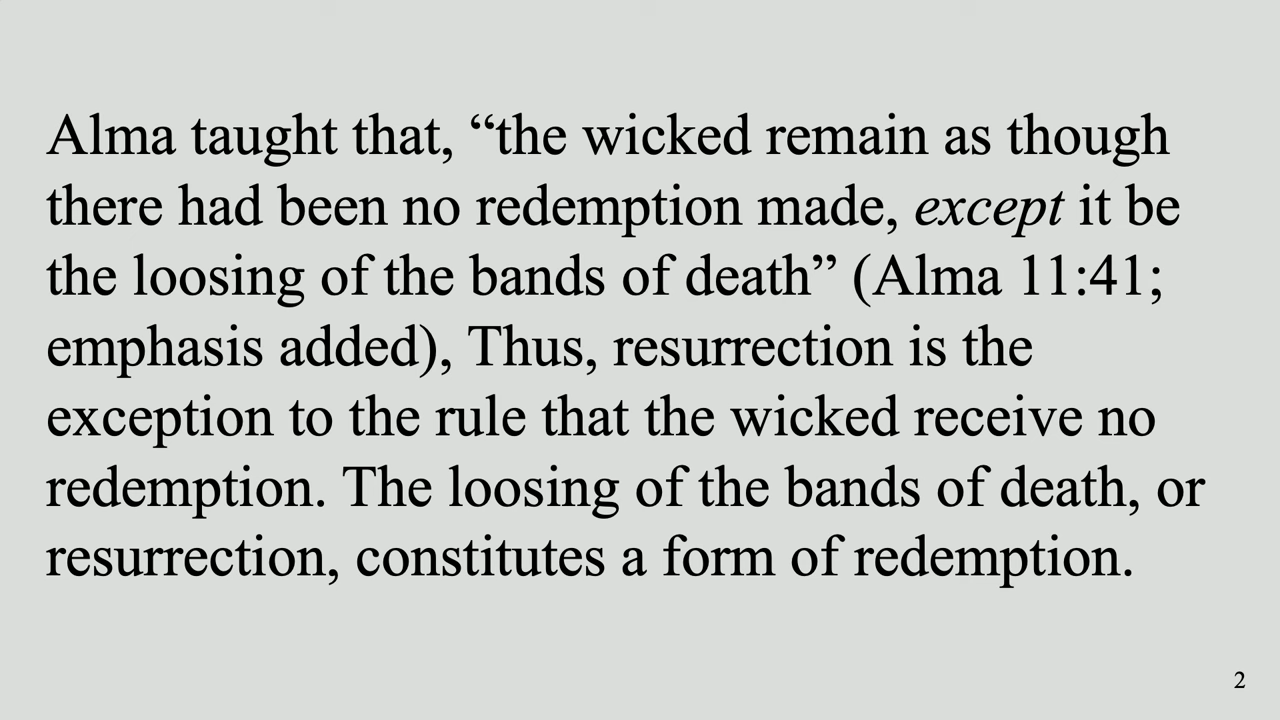 Alma taught that, “the wicked remain as though
there had been no redemption made, except it be
the loosing of the bands of death” (Alma 11:41;
emphasis added), Thus, resurrection is the
exception to the rule that the wicked receive no
redemption. The loosing of the bands of death, or
resurrection, constitutes a form of redemption.
2